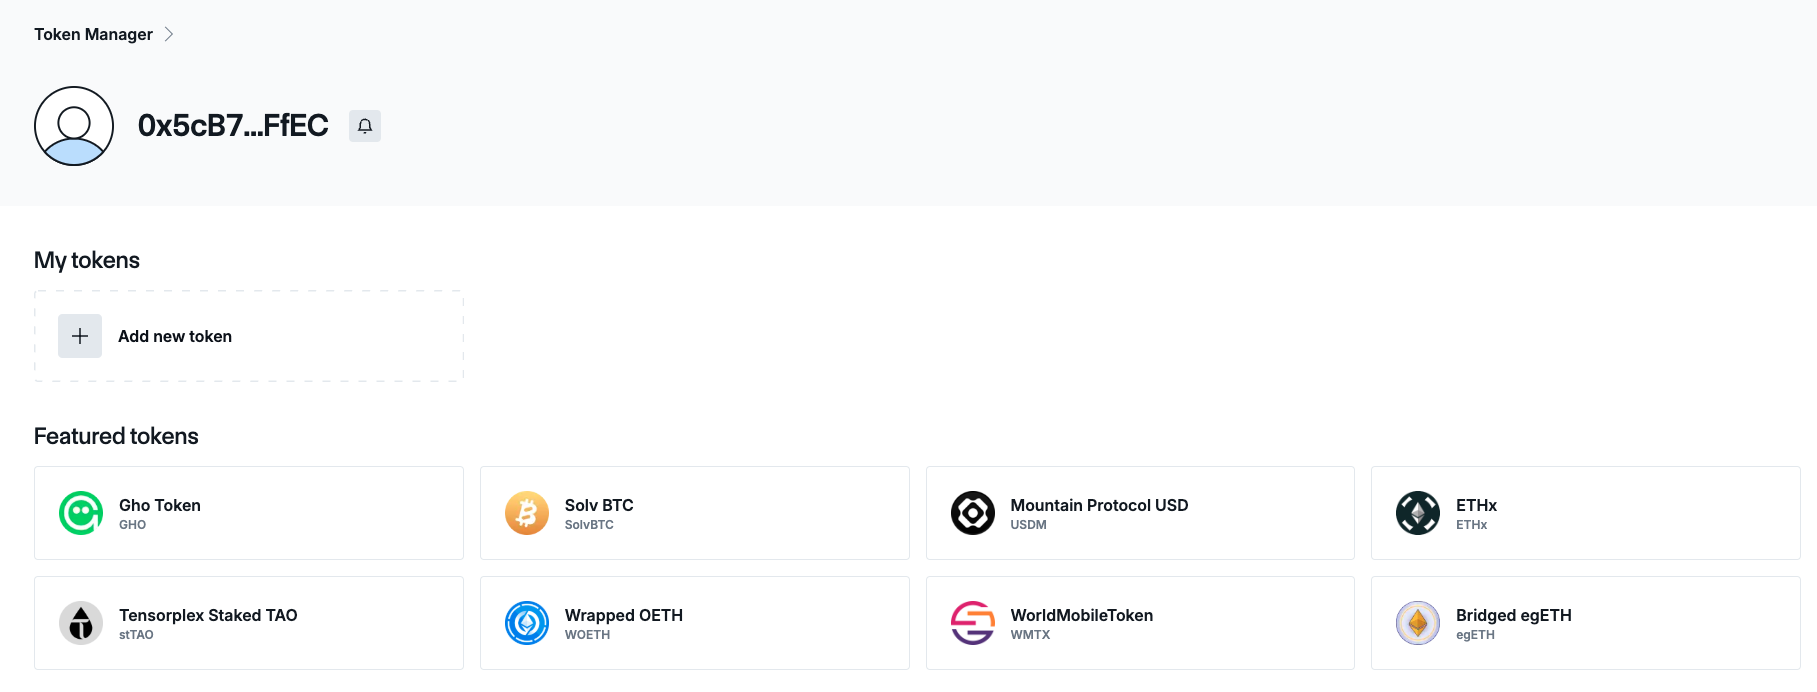 Token Manager
0x5cB7...FfEC
My tokens
Add new token
Featured tokens
Gho Token
GHO
Solv BTC
SolvBTC
Mountain Protocol USD
USDM
ETHx
ETHx
Tensorplex Staked TAO
stTAO
Wrapped OETH
WOETH
WorldMobileToken
WMTX
Bridged egETH
egETH